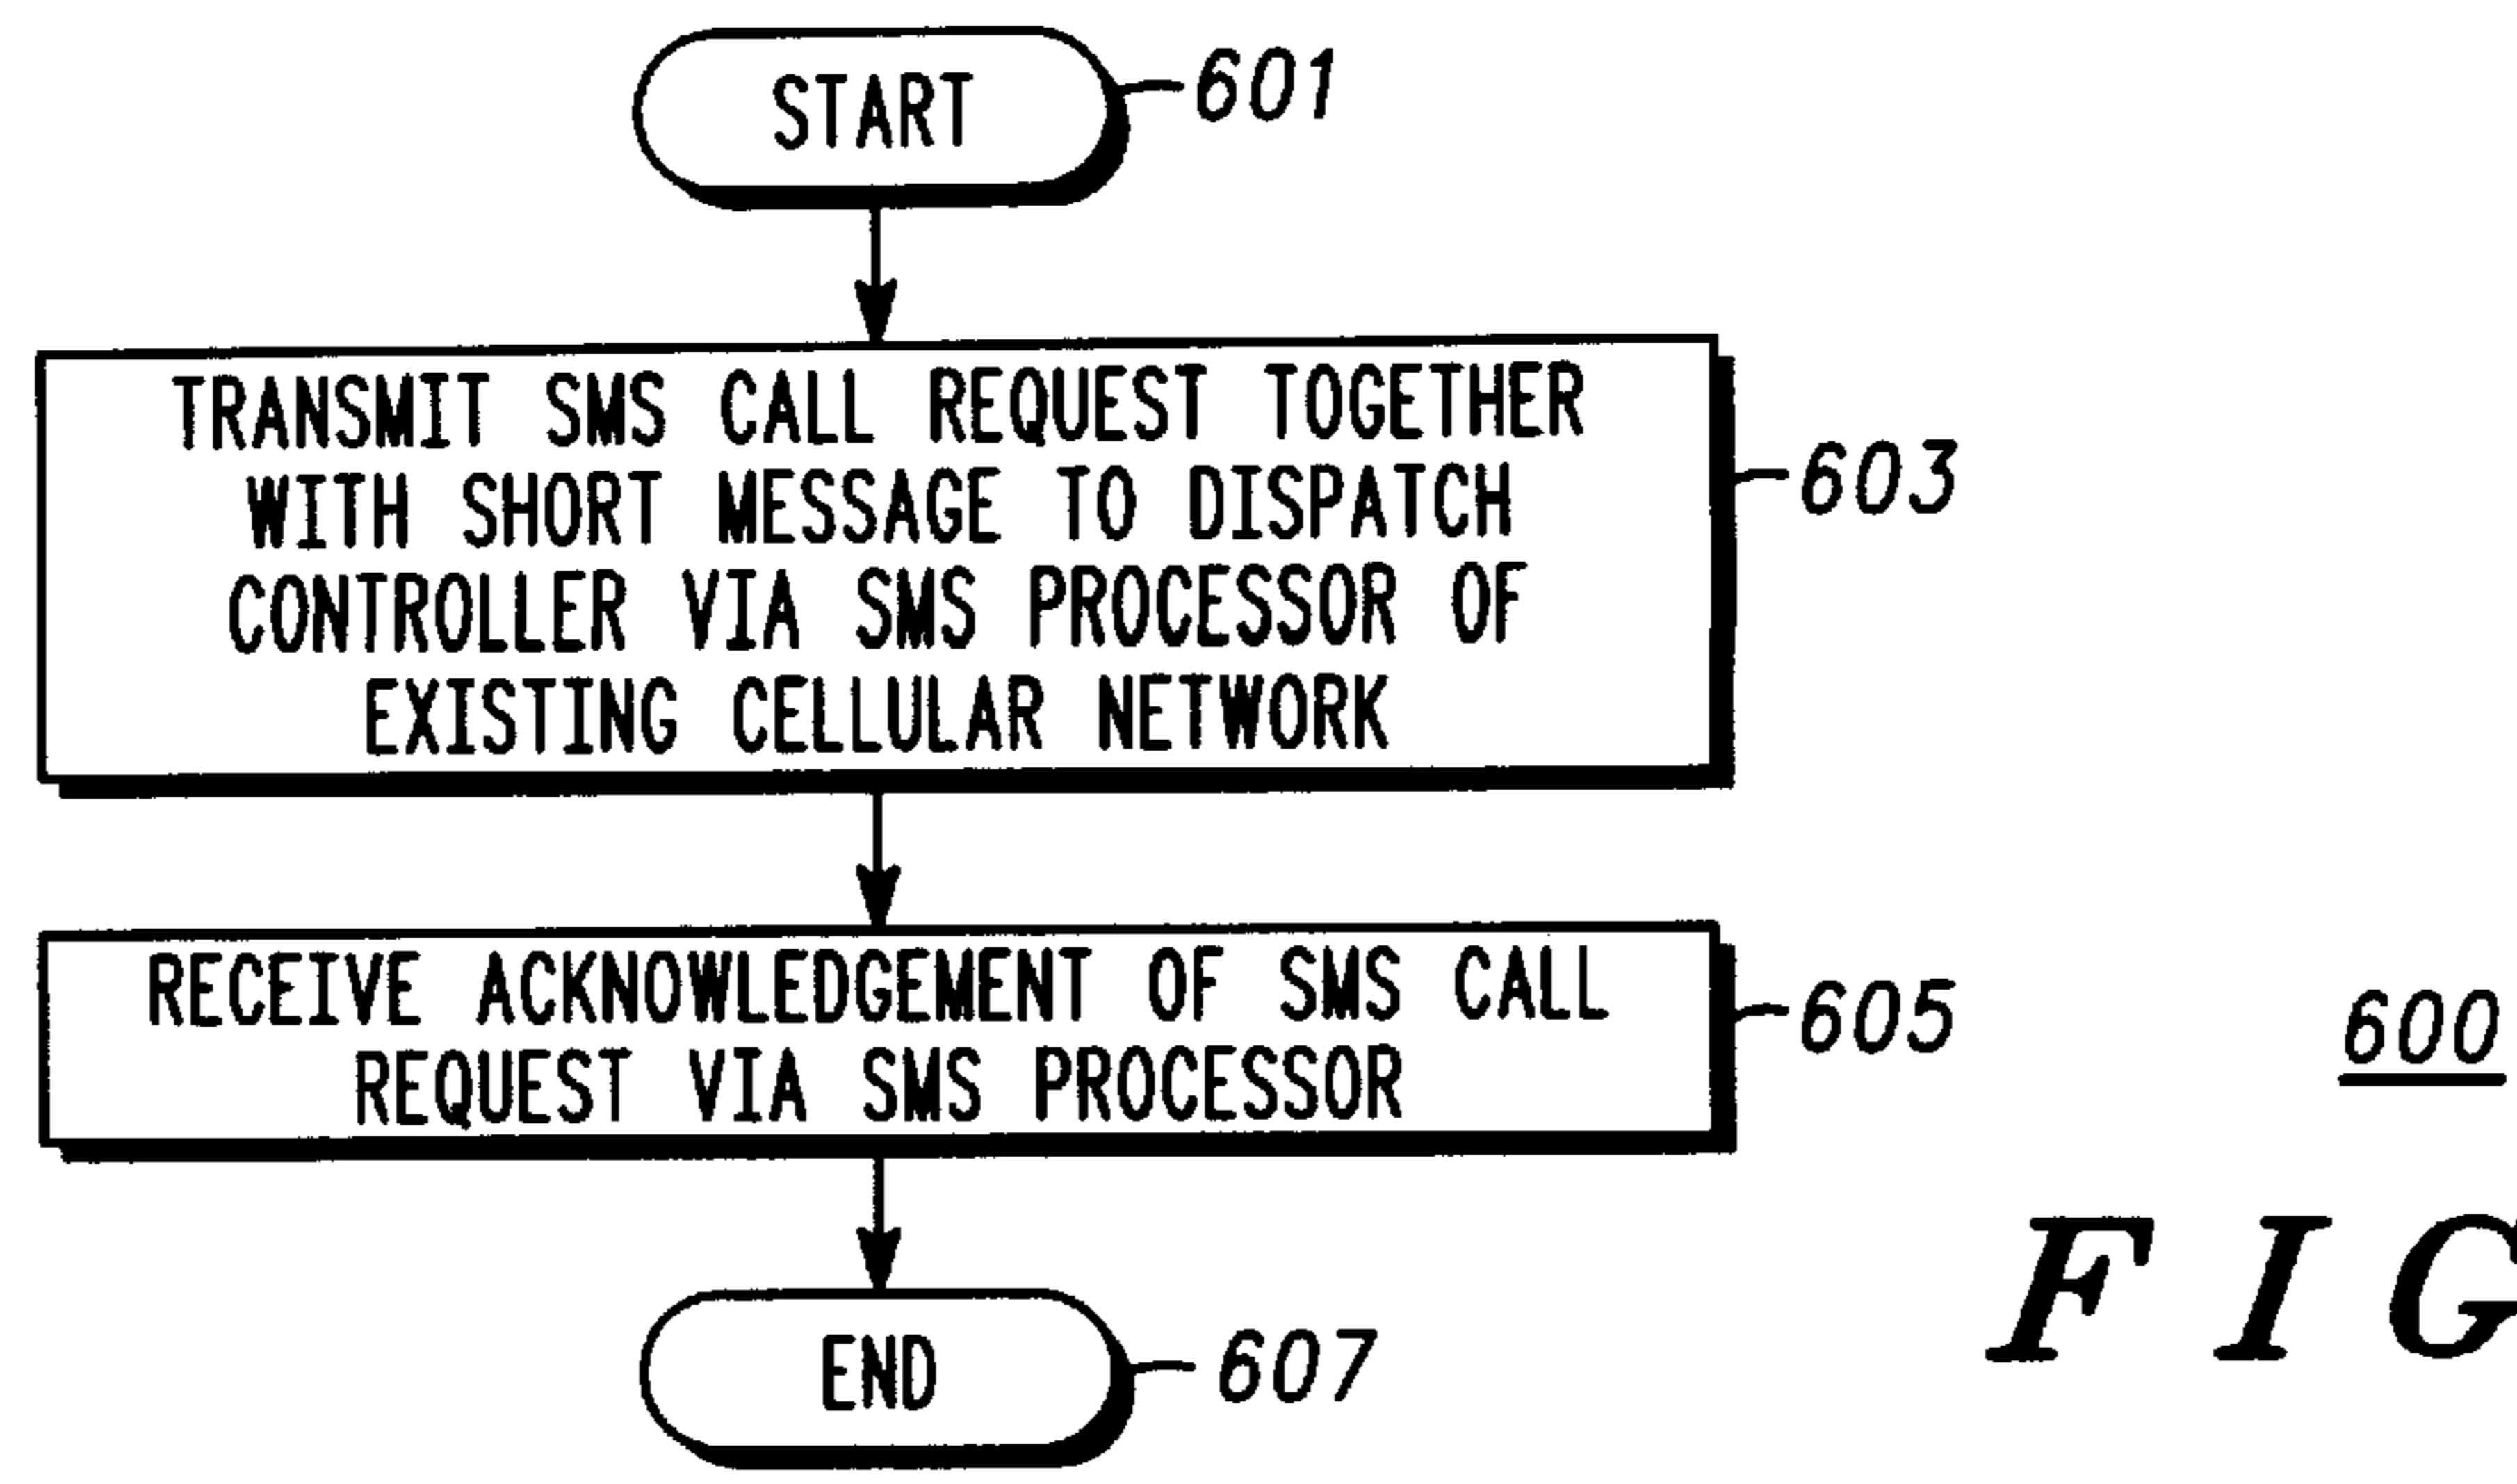 START
601
TRANSMIT SMS CALL REQUEST TOGETHER
WITH SHORT MESSAGE TO DISPATCH
CONTROLLER VIA SMS PROCESSOR OF
EXISTING CELLULAR NETWORK
603
RECEIVE ACKNOWLEDGEMENT OF SMS CALL
REQUEST VIA SMS PROCESSOR
605
600
END
607
FIG